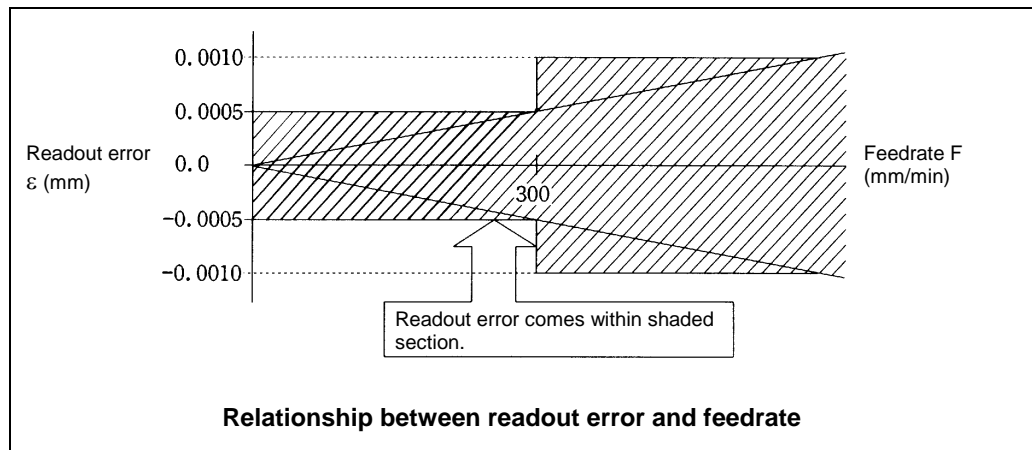 0.0010
0.0005
Readout error
ε (mm)
0.0
Feedrate F
(mm/min)
300
-0.0005
-0.0010
Readout error comes within shaded
section.
Relationship between readout error and feedrate